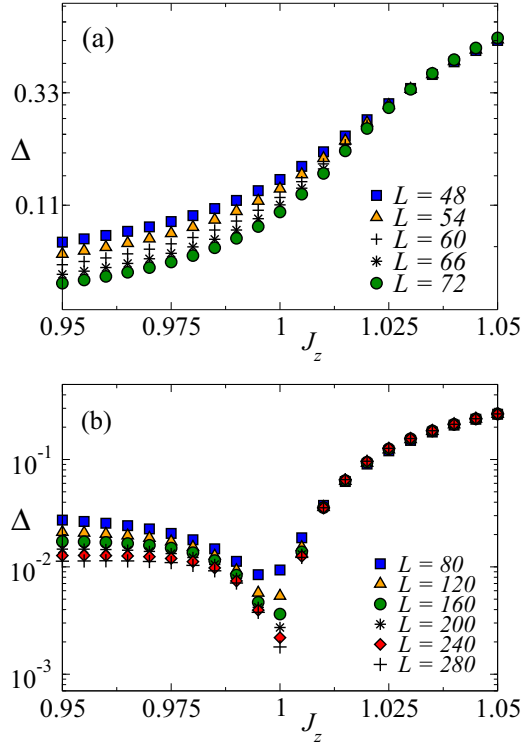 (a)
0.33
Δ
0.11
L = 48
L = 54
L = 60
L = 66
L = 72
0.95 0.975 1 1.025 1.05
J_z
(b)
10^-1
Δ
10^-2
10^-3
L = 80
L = 120
L = 160
L = 200
L = 240
L = 280
0.95 0.975 1 1.025 1.05
J_z